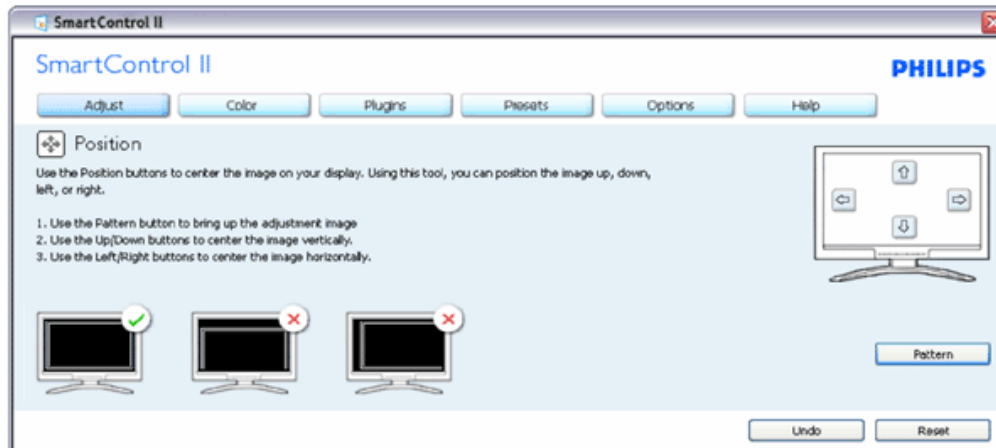 SmartControl II
SmartControl II
PHILIPS
Adjust Color Plugins Presets Options Help
Position
Use the Position buttons to center the image on your display. Using this tool, you can position the image up, down,
left, or right.
1. Use the Pattern button to bring up the adjustment image
2. Use the Up/Down buttons to center the image vertically.
3. Use the Left/Right buttons to center the image horizontally.
Pattern
Undo Reset